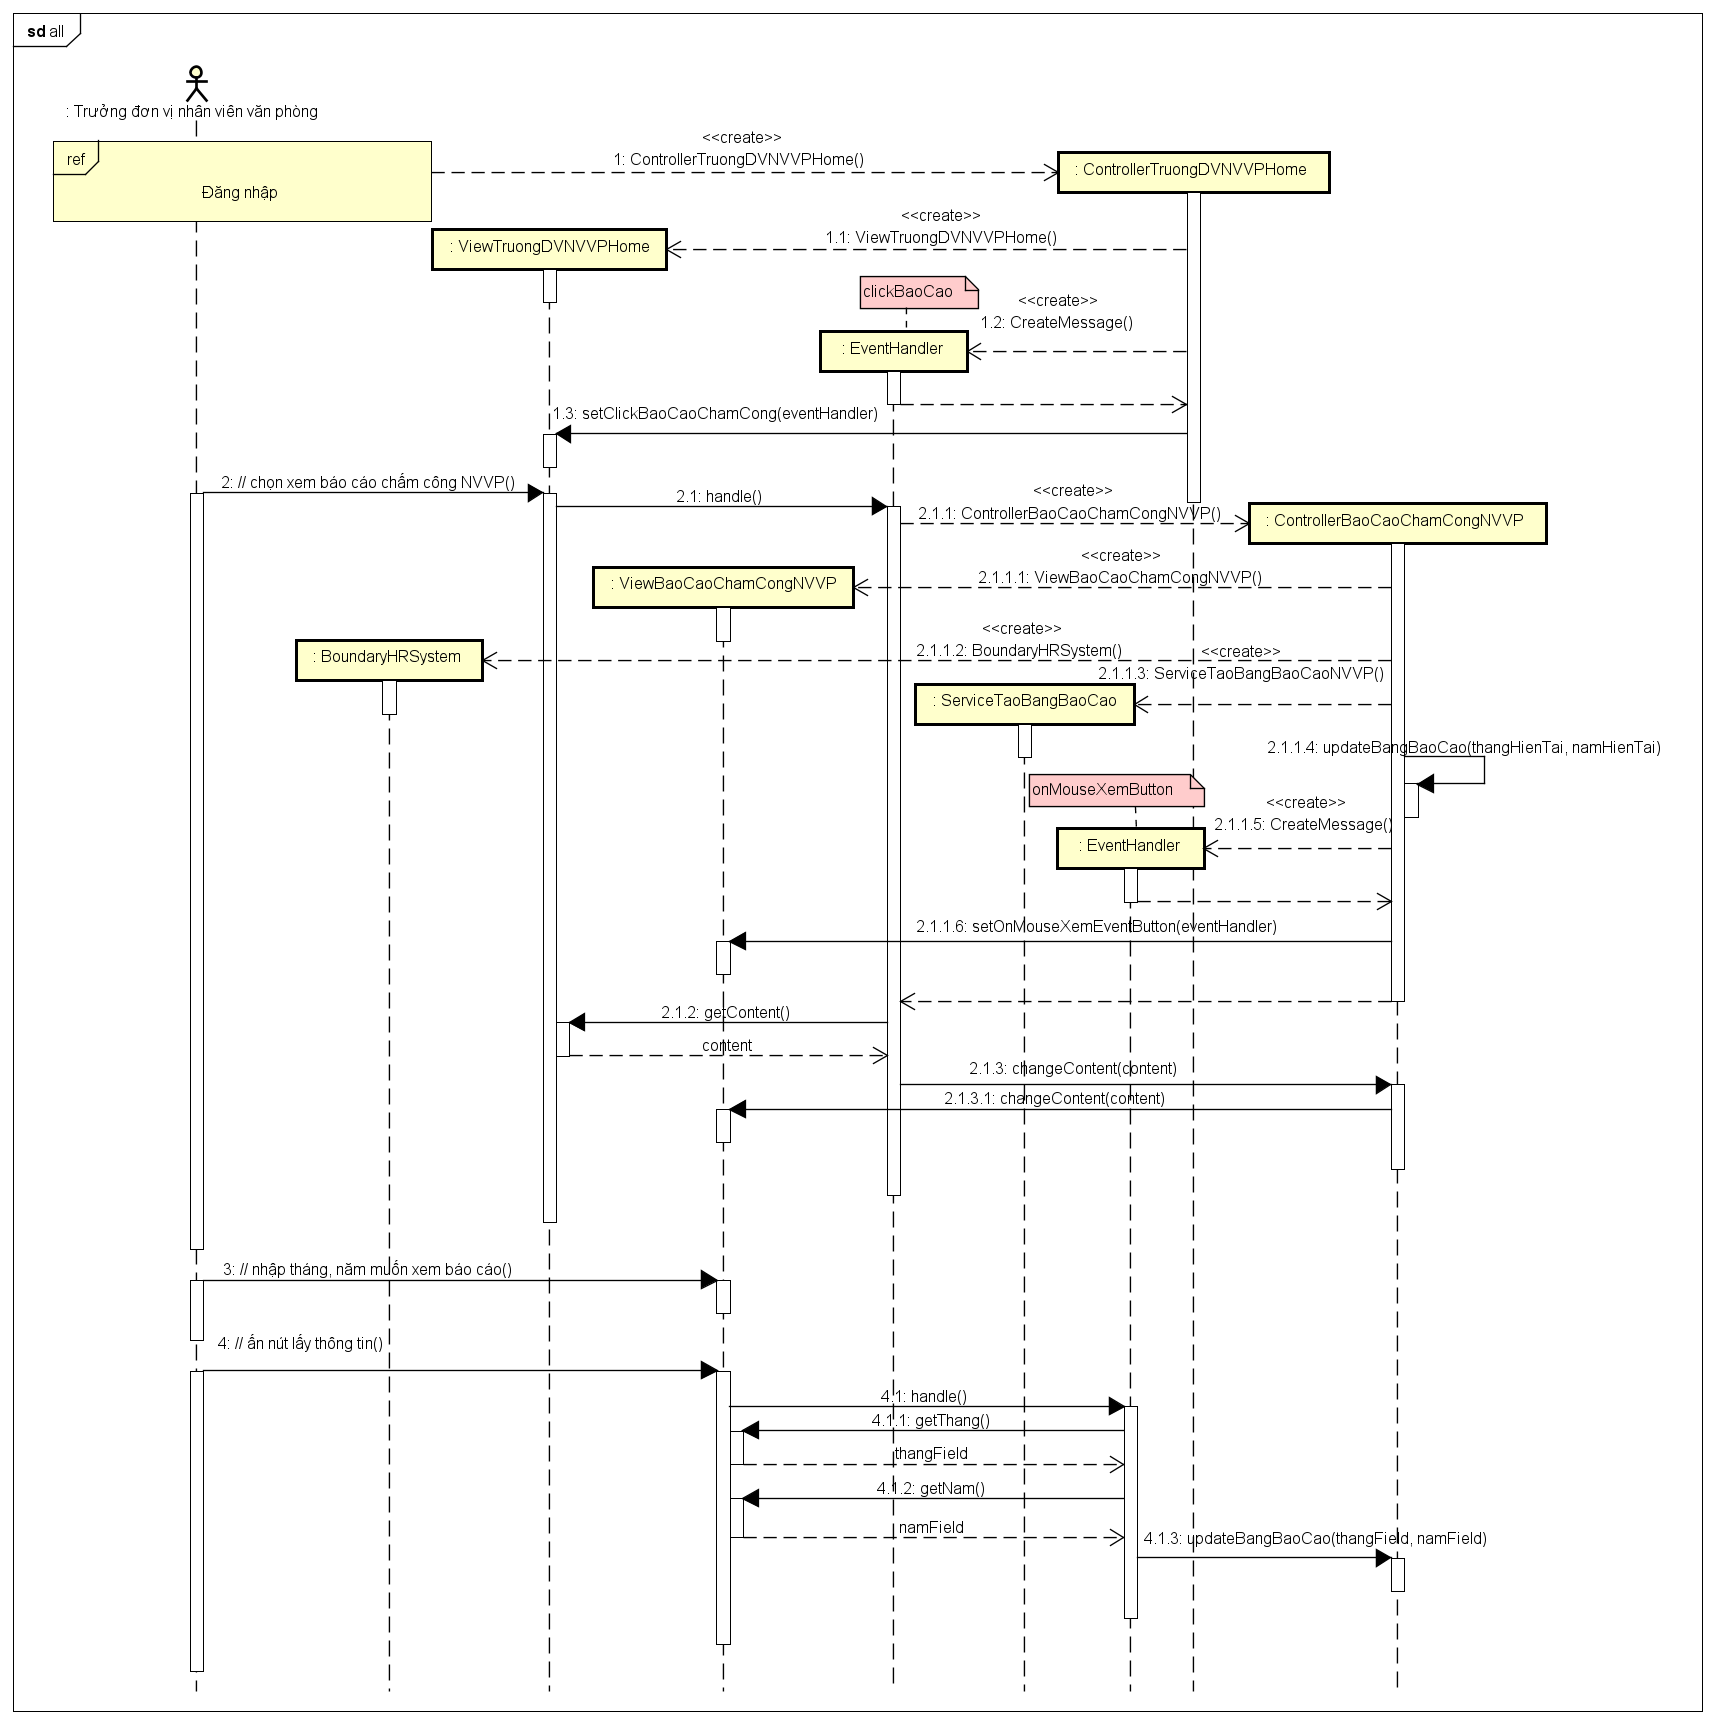 sd all
: Trưởng đơn vị nhân viên văn phòng
ref
Đăng nhập
<<create>>
1: ControllerTruongDVNVVPHome()
: ControllerTruongDVNVVPHome
<<create>>
1.1: ViewTruongDVNVVPHome()
: ViewTruongDVNVVPHome
clickBaoCao
<<create>>
1.2: CreateMessage()
: EventHandler
1.3: setClickBaoCaoChamCong(eventHandler)
2: // chọn xem báo cáo chấm công NVVP()
2.1: handle()
<<create>>
2.1.1: ControllerBaoCaoChamCongNVVP()
: ControllerBaoCaoChamCongNVVP
<<create>>
2.1.1.1: ViewBaoCaoChamCongNVVP()
: ViewBaoCaoChamCongNVVP
<<create>>
2.1.1.2: BoundaryHRSystem()
: BoundaryHRSystem
<<create>>
2.1.1.3: ServiceTaoBangBaoCaoNVVP()
: ServiceTaoBangBaoCao
2.1.1.4: updateBangBaoCao(thangHienTai, namHienTai)
onMouseXemButton
<<create>>
2.1.1.5: CreateMessage()
: EventHandler
2.1.1.6: setOnMouseXemEventButton(eventHandler)
2.1.2: getContent()
content
2.1.3: changeContent(content)
2.1.3.1: changeContent(content)
3: // nhập tháng, năm muốn xem báo cáo()
4: // ấn nút lấy thông tin()
4.1: handle()
4.1.1: getThang()
thangField
4.1.2: getNam()
namField
4.1.3: updateBangBaoCao(thangField, namField)